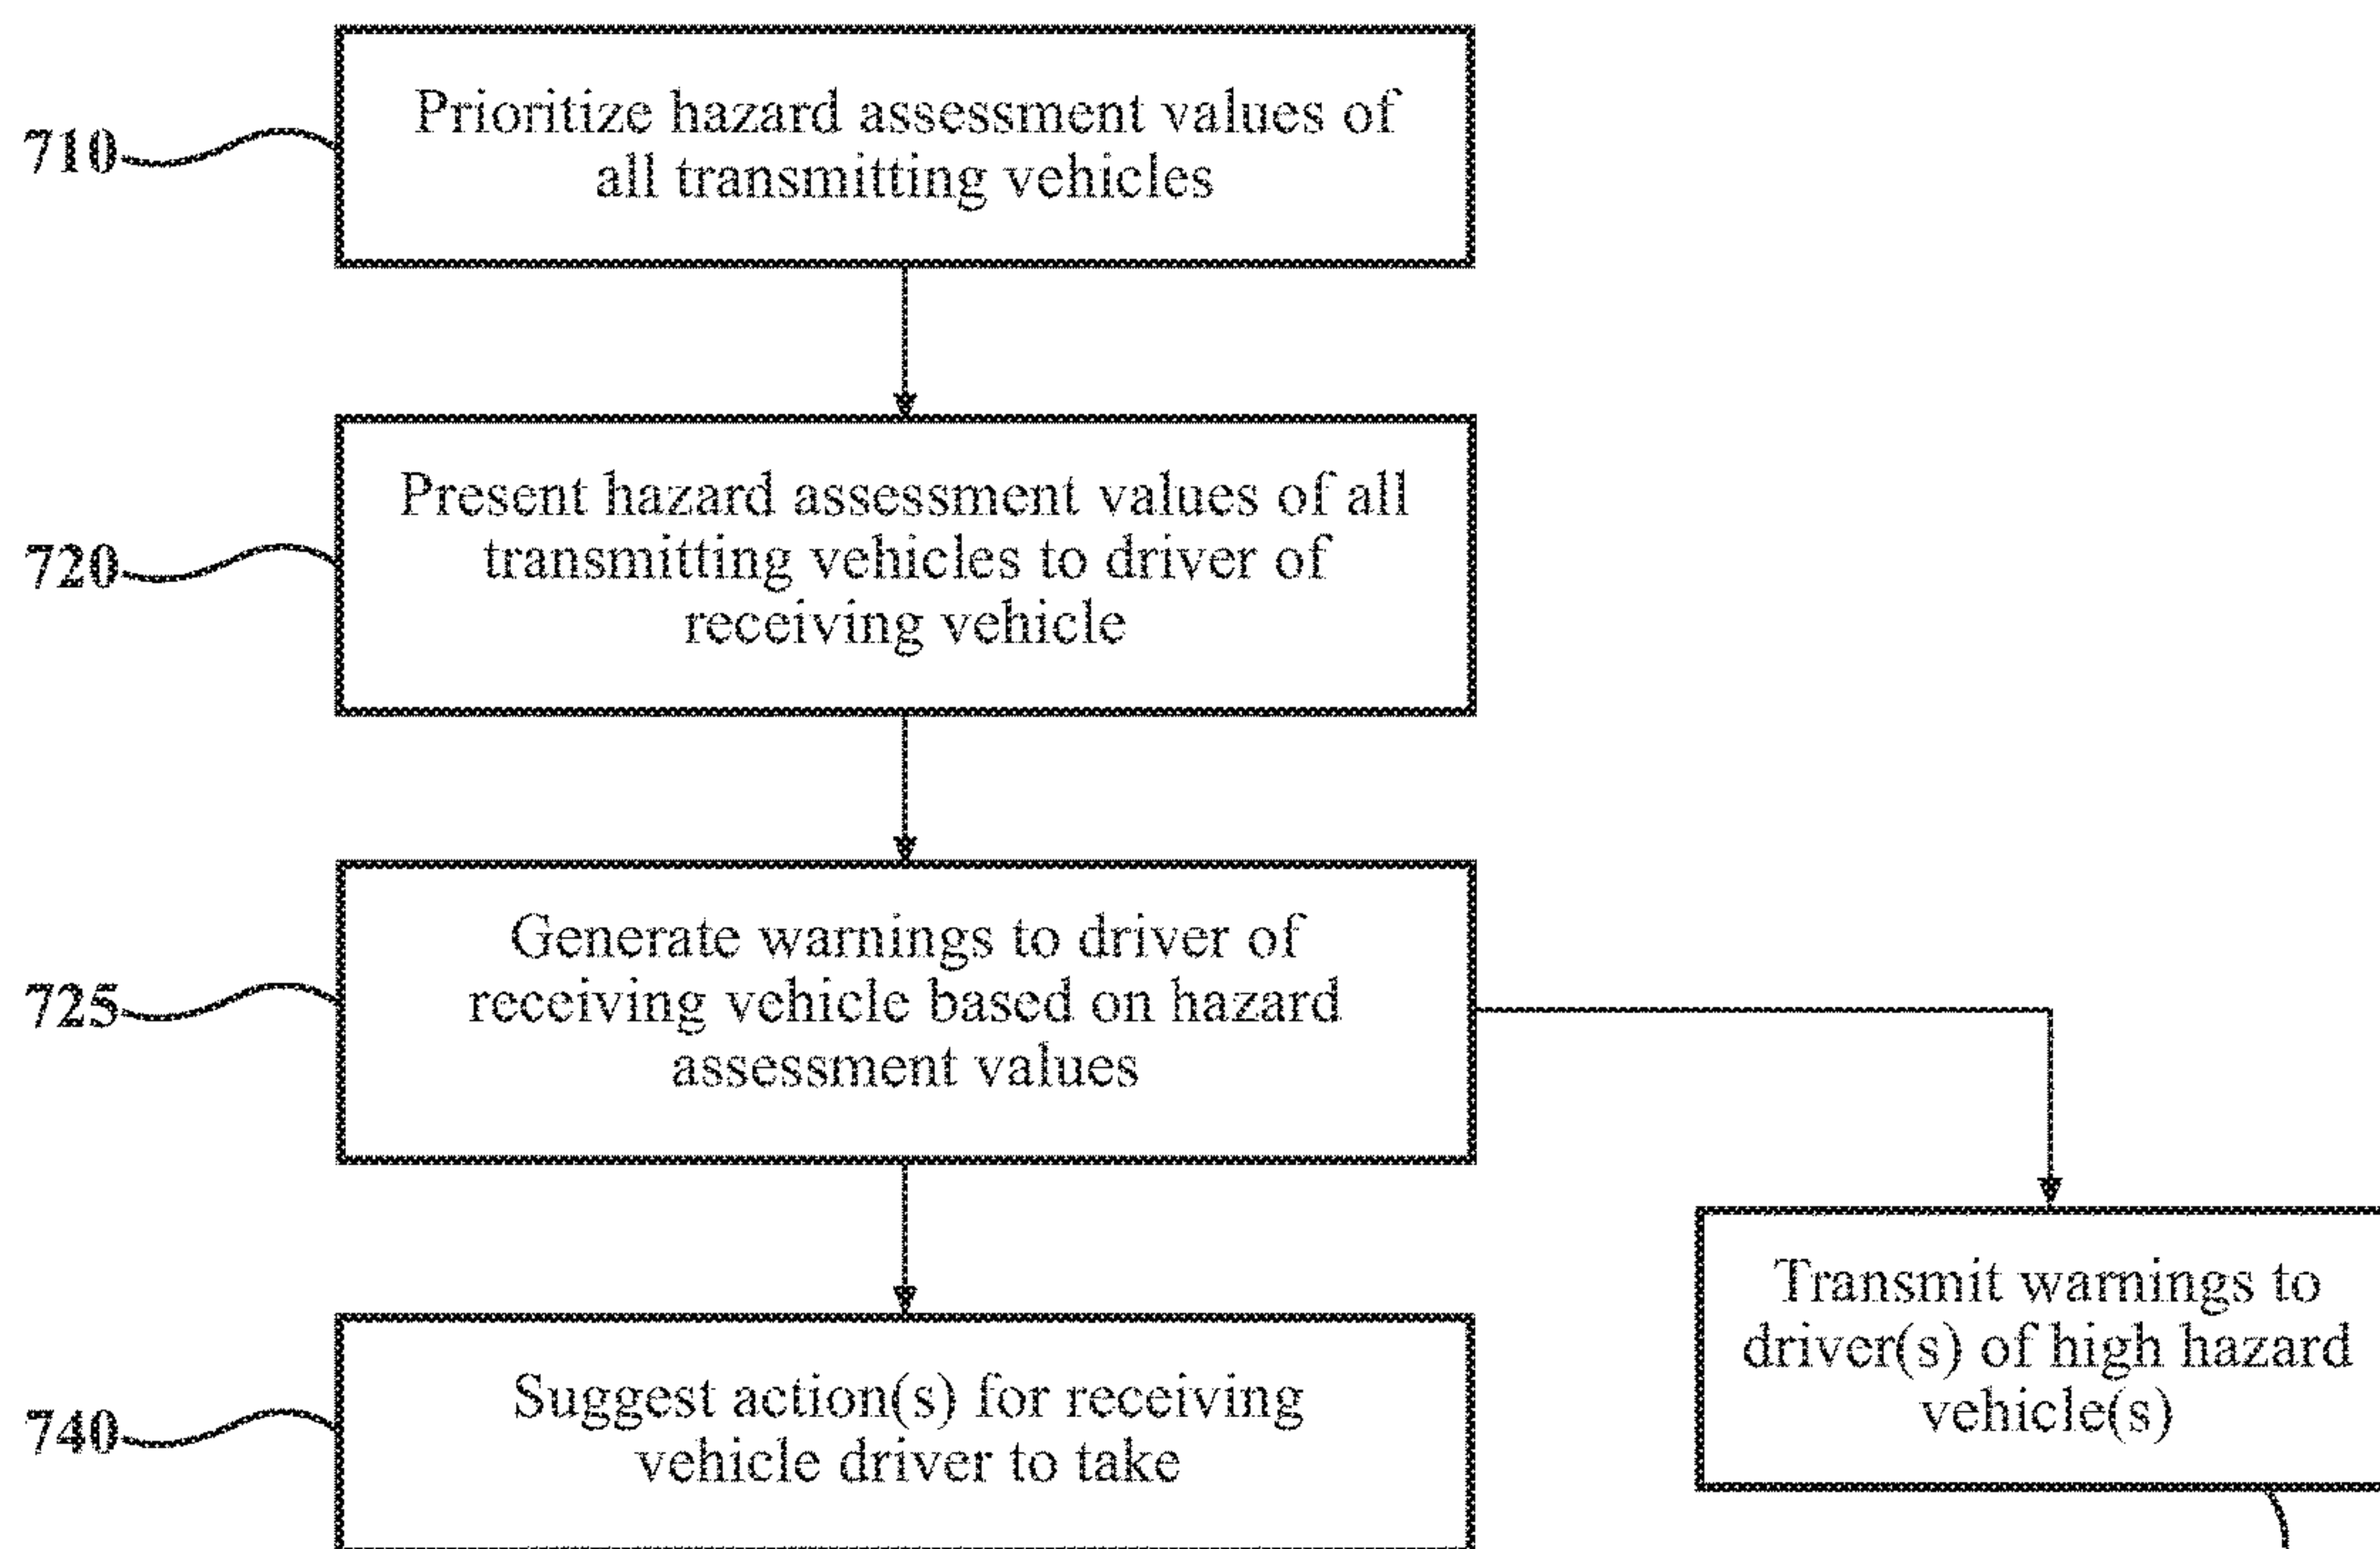 710
Prioritize hazard assessment values of
all transmitting vehicles
720
Present hazard assessment values of all
transmitting vehicles to driver of
receiving vehicle
725
Generate warnings to driver of
receiving vehicle based on hazard
assessment values
Transmit warnings to
driver(s) of high hazard
vehicle(s)
740
Suggest action(s) for receiving
vehicle driver to take